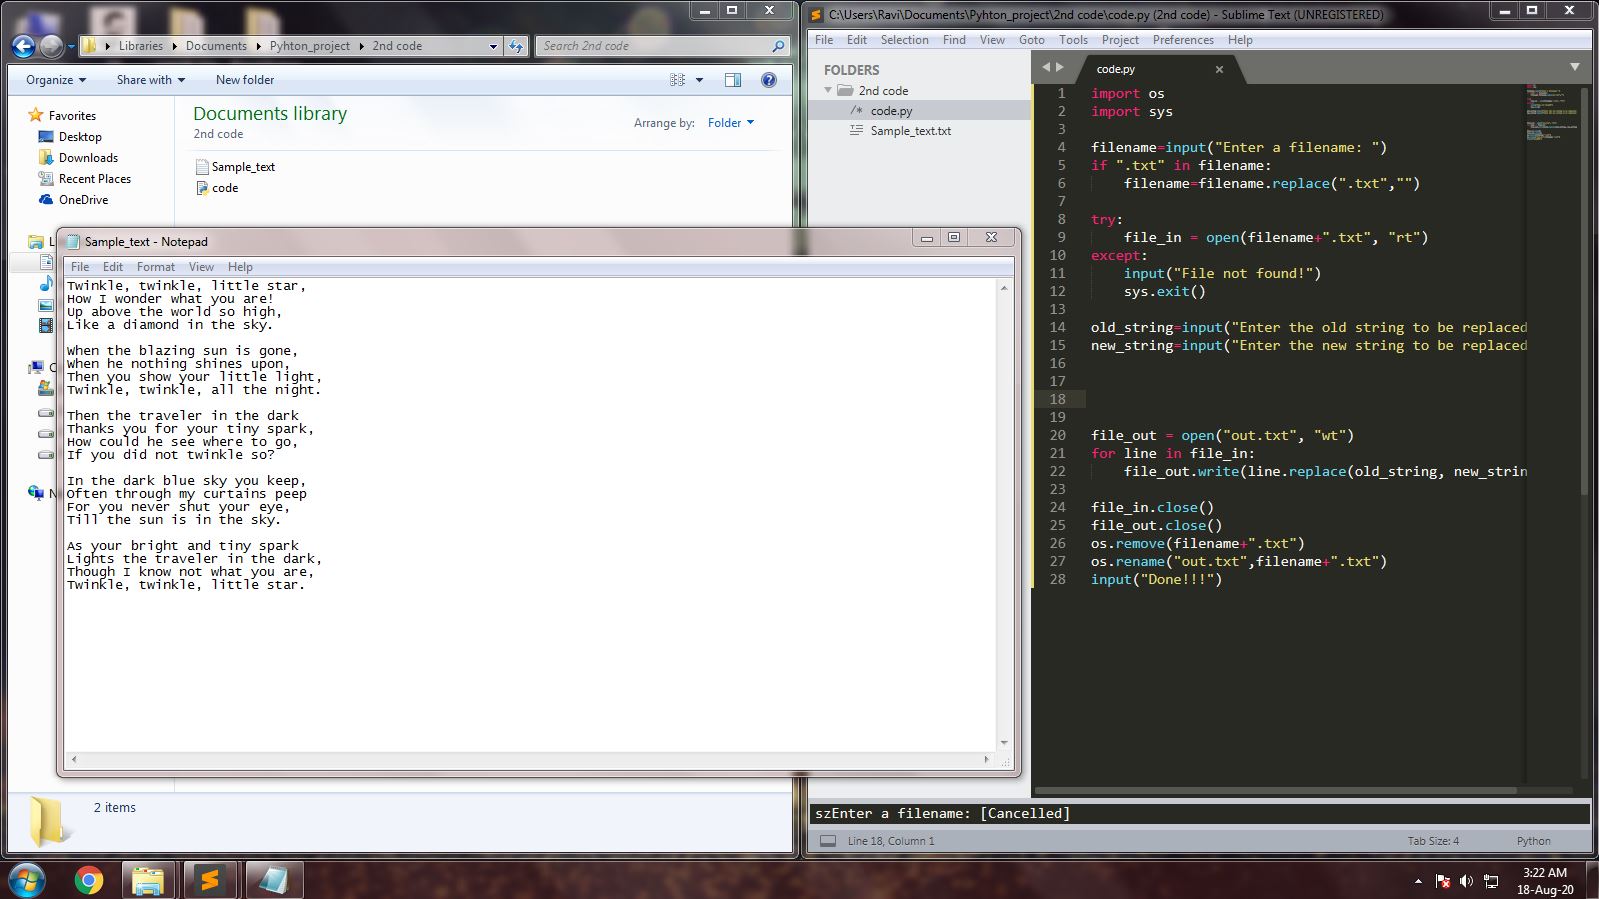 Libraries
Documents
Pyhton_project
2nd code
Search 2nd code
Organize
Share with
New folder
Favorites
Desktop
Downloads
Recent Places
OneDrive
L
C
N
Documents library
2nd code
Arrange by:
Folder
Sample_text
code
2 items
Sample_text - Notepad
File Edit Format View Help
Twinkle, twinkle, little star,
How I wonder what you are!
Up above the world so high,
Like a diamond in the sky.
When the blazing sun is gone,
When he nothing shines upon,
Then you show your little light,
Twinkle, twinkle, all the night.
Then the traveler in the dark
Thanks you for your tiny spark,
How could he see where to go,
If you did not twinkle so?
In the dark blue sky you keep,
Often through my curtains peep
For you never shut your eye,
Till the sun is in the sky.
As your bright and tiny spark
Lights the traveler in the dark,
Though I know not what you are,
Twinkle, twinkle, little star.
C:\Users\Ravi\Documents\Pyhton_project\2nd code\code.py (2nd code) - Sublime Text (UNREGISTERED)
File Edit Selection Find View Goto Tools Project Preferences Help
FOLDERS
2nd code
/* code.py
Sample_text.txt
code.py
1 import os
2 import sys
3
4 filename=input("Enter a filename: ")
5 if ".txt" in filename:
6 filename=filename.replace(".txt","")
7
8 try:
9 file_in = open(filename+".txt", "rt")
10 except:
11 input("File not found!")
12 sys.exit()
13
14 old_string=input("Enter the old string to be replaced
15 new_string=input("Enter the new string to be replaced
16
17
18
19
20 file_out = open("out.txt", "wt")
21 for line in file_in:
22 file_out.write(line.replace(old_string, new_strin
23
24 file_in.close()
25 file_out.close()
26 os.remove(filename+".txt")
27 os.rename("out.txt",filename+".txt")
28 input("Done!!!")
szEnter a filename: [Cancelled]
Line 18, Column 1
Tab Size: 4
Python
3:22 AM
18-Aug-20